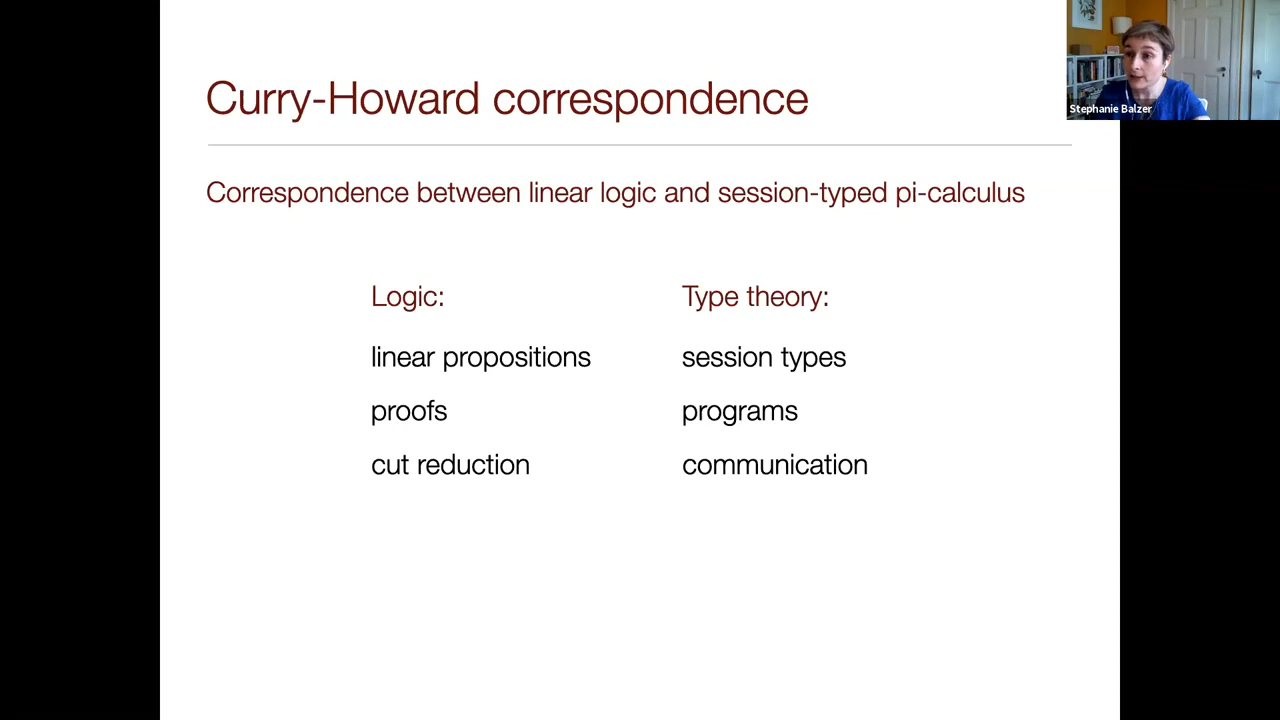 Curry-Howard correspondence
Stephanie Balzer
Correspondence between linear logic and session-typed pi-calculus
Logic: Type theory:
linear propositions session types
proofs programs
cut reduction communication